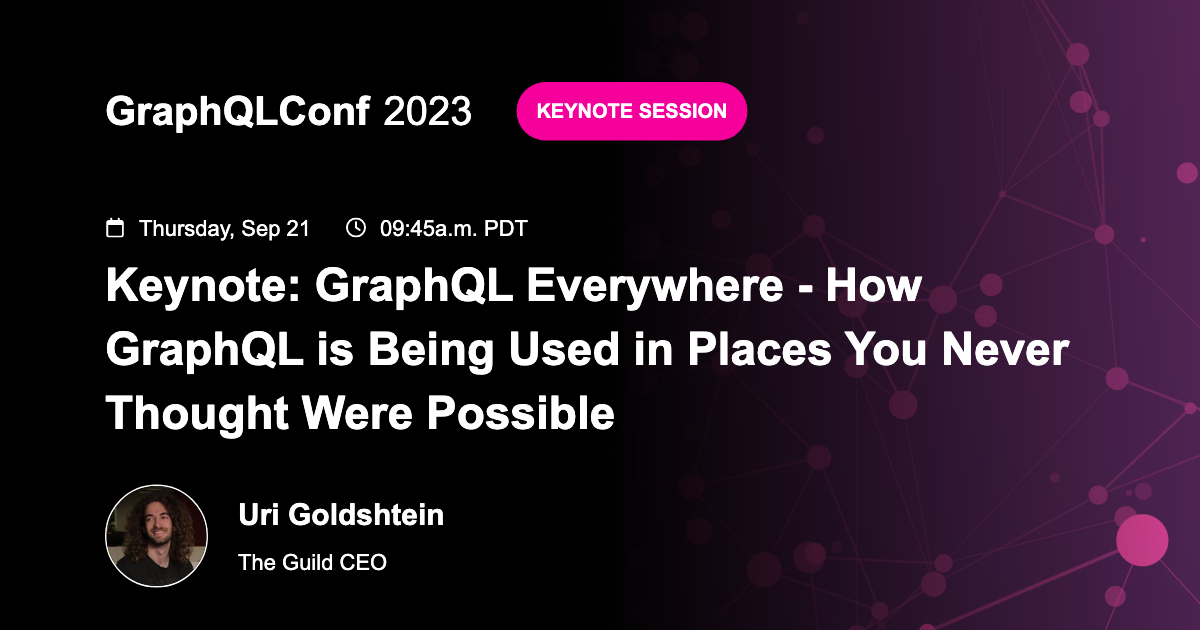 GraphQLConf 2023
KEYNOTE SESSION
Thursday, Sep 21
09:45a.m. PDT
Keynote: GraphQL Everywhere - How
GraphQL is Being Used in Places You Never
Thought Were Possible
Uri Goldshtein
The Guild CEO